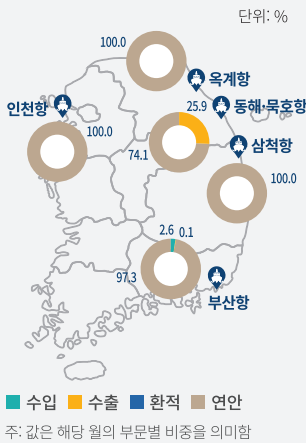 단위: %
100.0
옥계항
25.9
동해·묵호항
인천항
100.0
74.1
삼척항
100.0
2.6 0.1
97.3
부산항
수입 수출 환적 연안
주: 값은 해당 월의 부문별 비중을 의미함